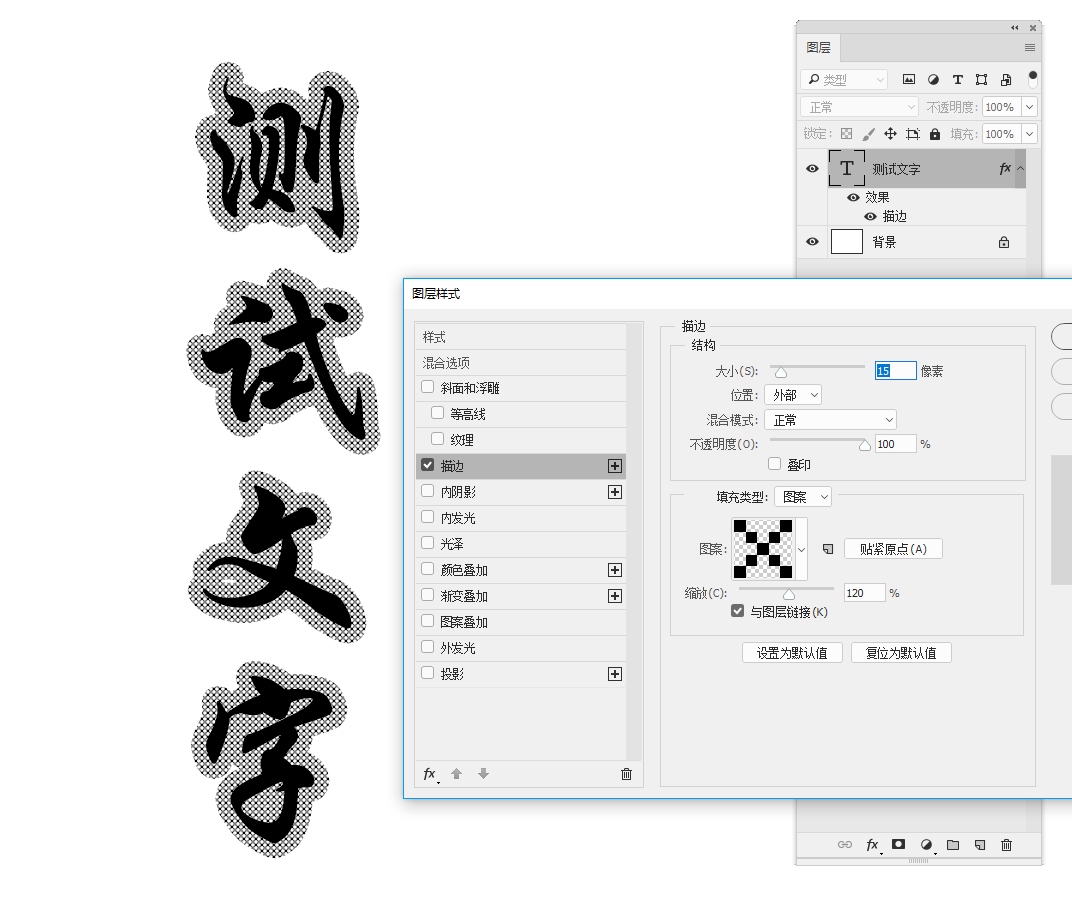 测
试
文
字
图层
类型
正常
不透明度: 100%
锁定: 填充: 100%
T 测试文字 fx
效果
描边
背景
图层样式
样式
混合选项
斜面和浮雕
等高线
纹理
描边
内阴影
内发光
光泽
颜色叠加
渐变叠加
图案叠加
外发光
投影
fx
描边
结构
大小(S): 15 像素
位置: 外部
混合模式: 正常
不透明度(O): 100 %
叠印
填充类型: 图案
图案: 贴紧原点(A)
缩放(C): 120 %
与图层链接(K)
设置为默认值 复位为默认值
fx